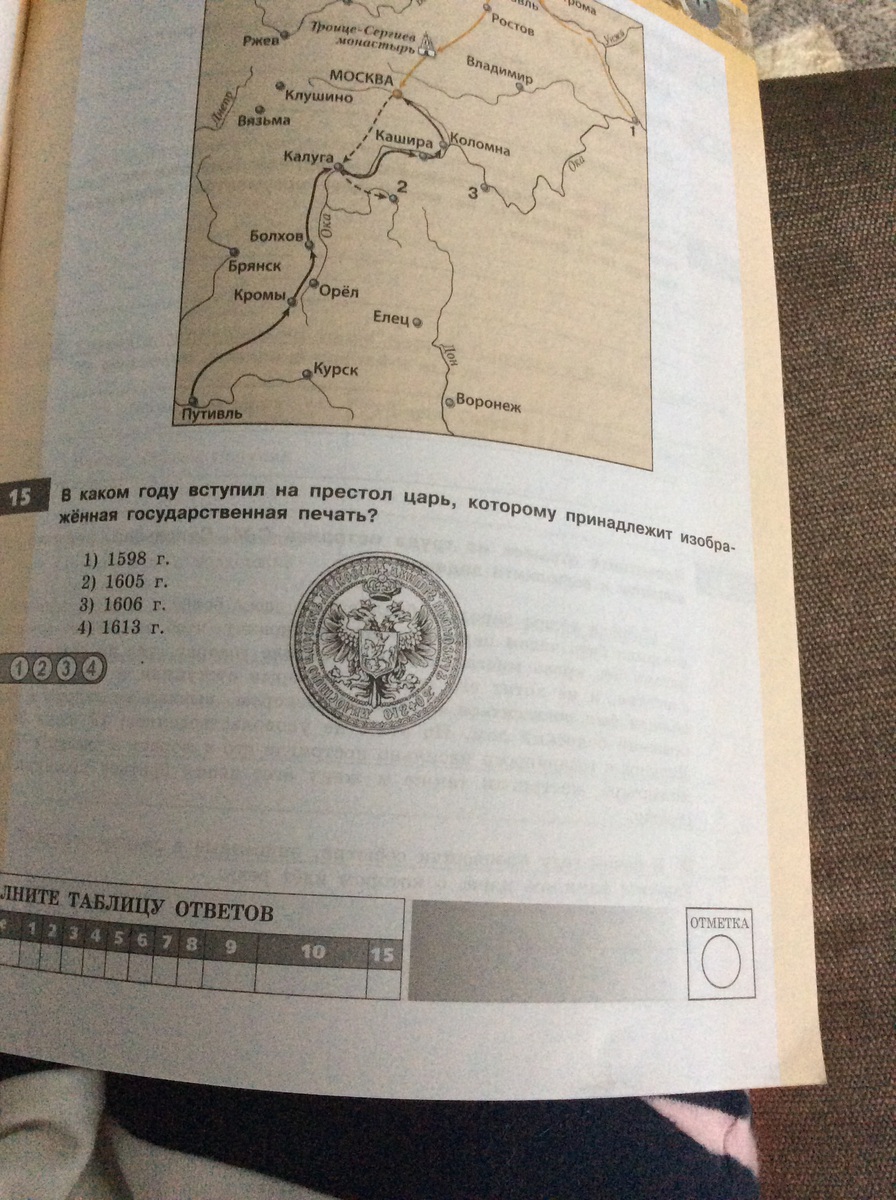 Ростов
Троице-Сергиев
монастырь
Ржев
МОСКВА
Владимир
Клушино
Днепр
Вязьма
1
Кашира
Коломна
Калуга
Ока
2
3
Ока
Болхов
Брянск
Орёл
Кромы
Елец
Дон
Курск
Воронеж
Путивль
15 В каком году вступил на престол царь, которому принадлежит изобра-
жённая государственная печать?
1) 1598 г.
2) 1605 г.
3) 1606 г.
4) 1613 г.
1 2 3 4
ЛНИТЕ ТАБЛИЦУ ОТВЕТОВ
ОТМЕТКА
1 2 3 4 5 6 7 8 9 10 15